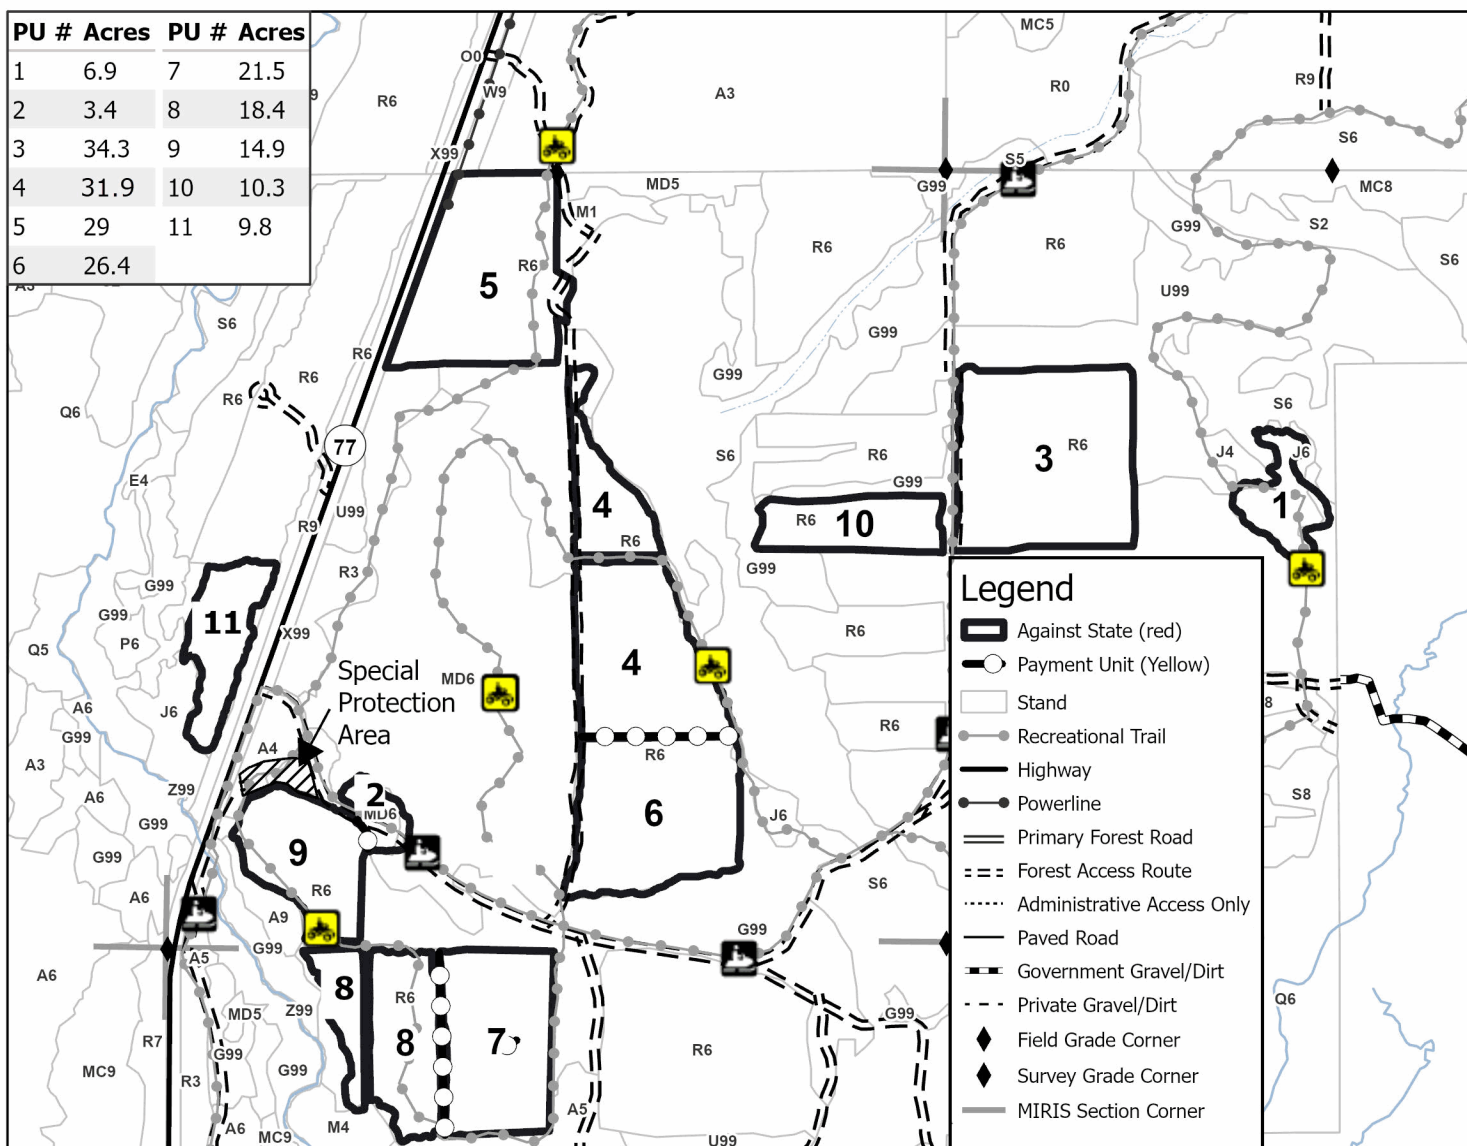 PU # Acres PU # Acres
1 6.9 7 21.5
2 3.4 8 18.4
3 34.3 9 14.9
4 31.9 10 10.3
5 29 11 9.8
6 26.4
MC5
O0
R9
R0
W9
A3
9
R6
S6
X99
S5
MD5
G99
MC8
M1
G99
S2
R6
R6
R6
S6
A3
5
U99
S6
G99
R6
R6
G99
R6
Q6
S6
77
R6
J4
J6
S6
R6
3
E4
G99
4
1
R9
U99
R6
10
R6
G99
R3
G99
G99
11
X99
P6
R6
Q5
4
Special
Protection
Area
MD6
A6
J6
G99
R6
A4
R6
8
A3
Z99
A6
2
MD6
S8
G99
6
J6
9
G99
R6
S6
A6
A9
G99
G99
A5
A6
8
R6
Z99
MD5
G99
Q6
R7
8
7
R6
G99
MC9
R3
G99
A5
A6
MC9
M4
U99
Legend
Against State (red)
Payment Unit (Yellow)
Stand
Recreational Trail
Highway
Powerline
Primary Forest Road
Forest Access Route
Administrative Access Only
Paved Road
Government Gravel/Dirt
Private Gravel/Dirt
Field Grade Corner
Survey Grade Corner
MIRIS Section Corner